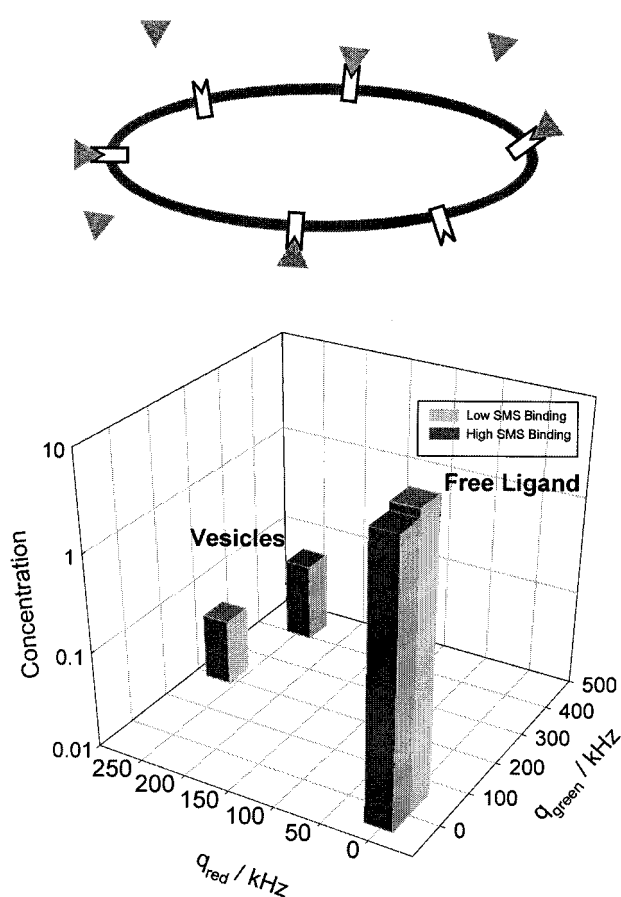 Low SMS Binding
High SMS Binding
Free Ligand
Vesicles
Concentration
10
1
0.1
0.01
250
200
150
100
50
0
q_red / kHz
0
100
200
300
400
500
q_green / kHz